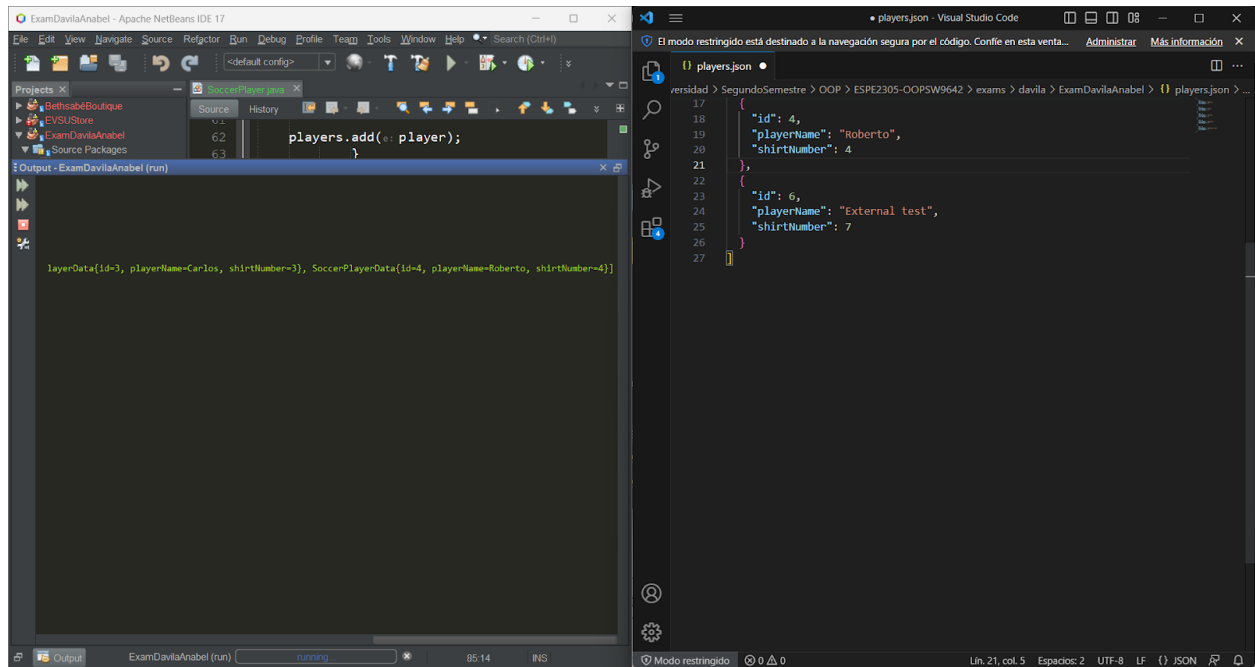 ExamDavilaAnabel - Apache NetBeans IDE 17
File Edit View Navigate Source Refactor Run Debug Profile Team Tools Window Help Search (Ctrl+I)
<default config>
Projects
SoccerPlayer.java
BethsabéBoutique
EVSUStore
ExamDavilaAnabel
Source Packages
Source History
61
62 players.add(e: player);
63 }
Output - ExamDavilaAnabel (run)
layerData{id=3, playerName=Carlos, shirtNumber=3}, SoccerPlayerData{id=4, playerName=Roberto, shirtNumber=4}]
Output ExamDavilaAnabel (run) running 85:14 INS
● players.json - Visual Studio Code
El modo restringido está destinado a la navegación segura por el código. Confíe en esta venta... Administrar Más información
{} players.json ●
versidad > SegundoSemestre > OOP > ESPE2305-OOPSW9642 > exams > davila > ExamDavilaAnabel > {} players.json > ...
17 {
18 "id": 4,
19 "playerName": "Roberto",
20 "shirtNumber": 4
21 },
22 {
23 "id": 6,
24 "playerName": "External test",
25 "shirtNumber": 7
26 }
27 ]
1
4
Modo restringido 0 0 Lín. 21, col. 5 Espacios: 2 UTF-8 LF {} JSON